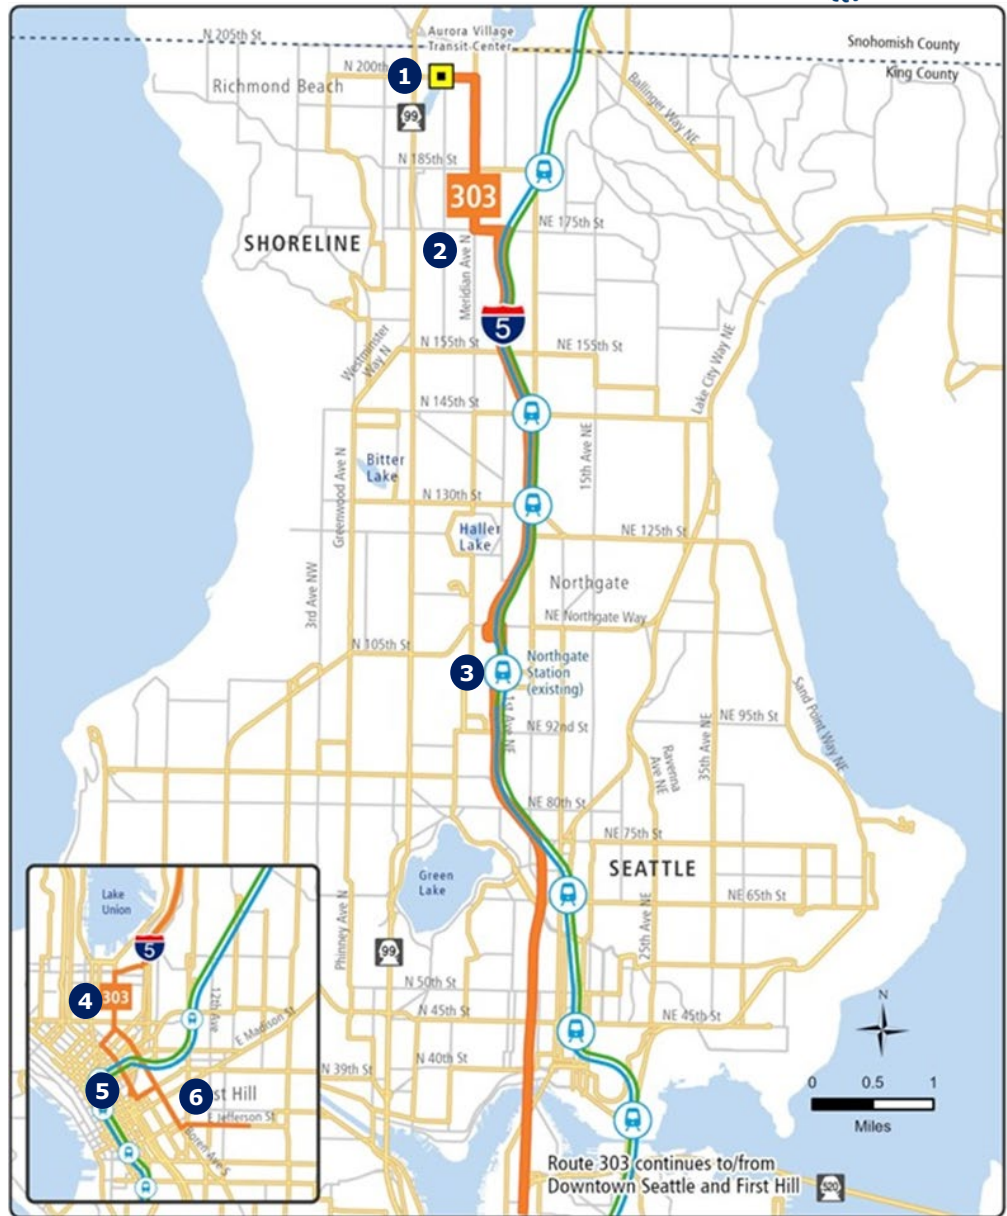 N 205th St
Aurora Village
Transit Center
Snohomish County
King County
N 200th
1
Richmond Beach
99
Ballinger Way NE
N 185th St
303
NE 175th St
SHORELINE
2
Meridian Ave N
5
N 155th St
NE 155th St
Westminster
Way N
Lake City Way NE
N 145th St
15th Ave NE
Bitter
Lake
Greenwood Ave N
N 130th St
Haller
Lake
NE 125th St
3rd Ave NW
Northgate
NE Northgate Way
N 105th St
3
Northgate
Station
(existing)
1st Ave NE
NE 92nd St
NE 95th St
Sand Point Way NE
35th Ave NE
Ravenna
Ave NE
NE 80th St
NE 75th St
SEATTLE
Green
Lake
NE 65th St
Phinney Ave N
25th Ave NE
99
N 50th St
N 45th St
NE 45th St
N 40th St
N 39th St
N
0 0.5 1
Miles
Route 303 continues to/from
Downtown Seattle and First Hill
520
Lake
Union
5
4
303
12th Ave
E Madison St
5
6
st Hill
E Jefferson St
Boren Ave S